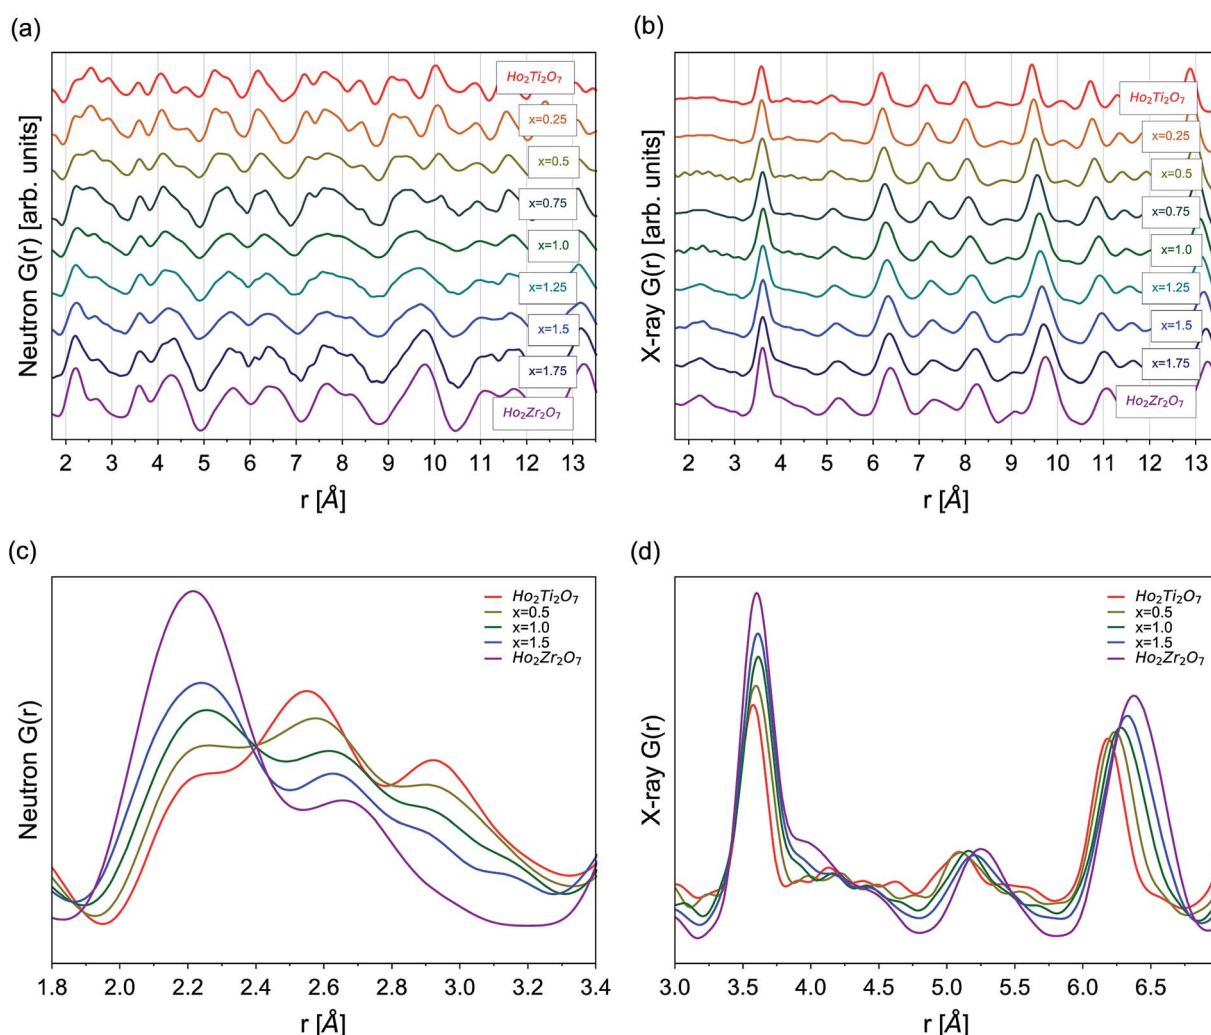 (a)
Neutron G(r) [arb. units]
Ho2Ti2O7
x=0.25
x=0.5
x=0.75
x=1.0
x=1.25
x=1.5
x=1.75
Ho2Zr2O7
2 3 4 5 6 7 8 9 10 11 12 13
r [Å]
(b)
X-ray G(r) [arb. units]
Ho2Ti2O7
x=0.25
x=0.5
x=0.75
x=1.0
x=1.25
x=1.5
x=1.75
Ho2Zr2O7
2 3 4 5 6 7 8 9 10 11 12 13
r [Å]
(c)
Neutron G(r)
Ho2Ti2O7
x=0.5
x=1.0
x=1.5
Ho2Zr2O7
1.8 2.0 2.2 2.4 2.6 2.8 3.0 3.2 3.4
r [Å]
(d)
X-ray G(r)
Ho2Ti2O7
x=0.5
x=1.0
x=1.5
Ho2Zr2O7
3.0 3.5 4.0 4.5 5.0 5.5 6.0 6.5
r [Å]